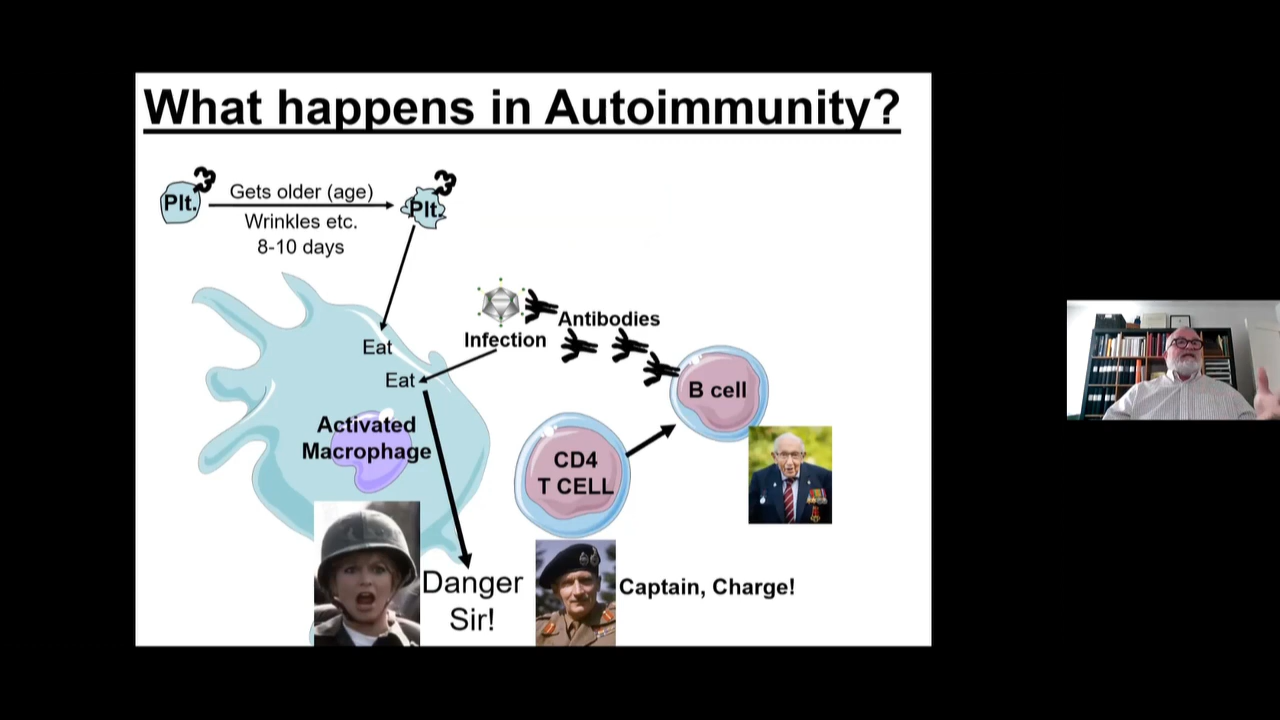 What happens in Autoimmunity?
Plt.
Gets older (age)
Wrinkles etc.
8-10 days
Plt.
Eat
Infection
Antibodies
Eat
B cell
Activated
Macrophage
CD4
T CELL
Danger
Sir!
Captain, Charge!